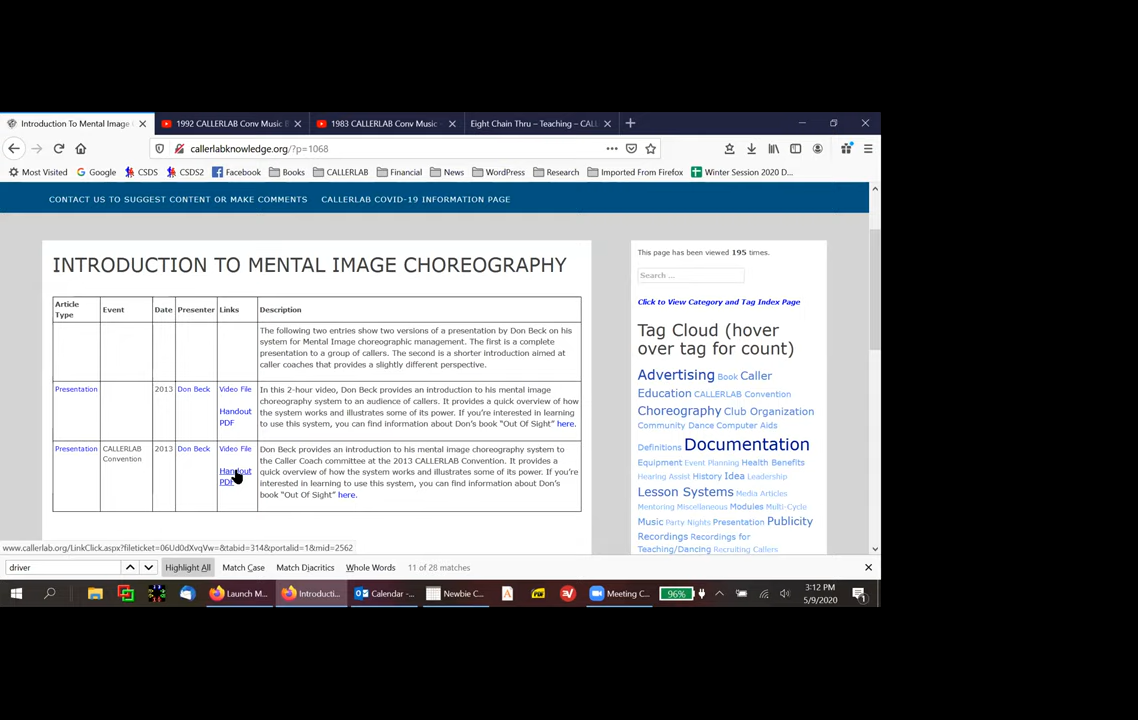 Introduction To Mental Image
1992 CALLERLAB Conv Music
1983 CALLERLAB Conv Music -
Eight Chain Thru – Teaching – CAL
callerlabknowledge.org/?p=1068
Most Visited
Google
CSDS
CSDS2
Facebook
Books
CALLERLAB
Financial
News
WordPress
Research
Imported From Firefox
Winter Session 2020 D...
CONTACT US TO SUGGEST CONTENT OR MAKE COMMENTS
CALLERLAB COVID-19 INFORMATION PAGE
INTRODUCTION TO MENTAL IMAGE CHOREOGRAPHY
Article
Type
Event
Date
Presenter
Links
Description
The following two entries show two versions of a presentation by Don Beck on his
system for Mental Image choreographic management. The first is a complete
presentation to a group of callers. The second is a shorter introduction aimed at
caller coaches that provides a slightly different perspective.
Presentation
2013
Don Beck
Video File
Handout
PDF
In this 2-hour video, Don Beck provides an introduction to his mental image
choreography system to an audience of callers. It provides a quick overview of how
the system works and illustrates some of its power. If you're interested in learning
to use this system, you can find information about Don's book "Out Of Sight" here.
Presentation
CALLERLAB
Convention
2013
Don Beck
Video File
Handout
PDF
Don Beck provides an introduction to his mental image choreography system to
the Caller Coach committee at the 2013 CALLERLAB Convention. It provides a
quick overview of how the system works and illustrates some of its power. If you're
interested in learning to use this system, you can find information about Don's
book "Out Of Sight" here.
This page has been viewed 195 times.
Search ...
Click to View Category and Tag Index Page
Tag Cloud (hover
over tag for count)
Advertising Book Caller
Education CALLERLAB Convention
Choreography Club Organization
Community Dance Computer Aids
Definitions Documentation
Equipment Event Planning Health Benefits
Hearing Assist History Idea Leadership
Lesson Systems Media Articles
Mentoring Miscellaneous Modules Multi-Cycle
Music Party Nights Presentation Publicity
Recordings Recordings for
Teaching/Dancing Recruiting Callers
www.callerlab.org/LinkClick.aspx?fileticket=06Ud0dXvqVw=&tabid=314&portalid=1&mid=2562
driver
Highlight All
Match Case
Match Diacritics
Whole Words
11 of 28 matches
Launch M...
Introducti...
Calendar -...
Newbie C...
Meeting C...
96%
3:12 PM
5/9/2020